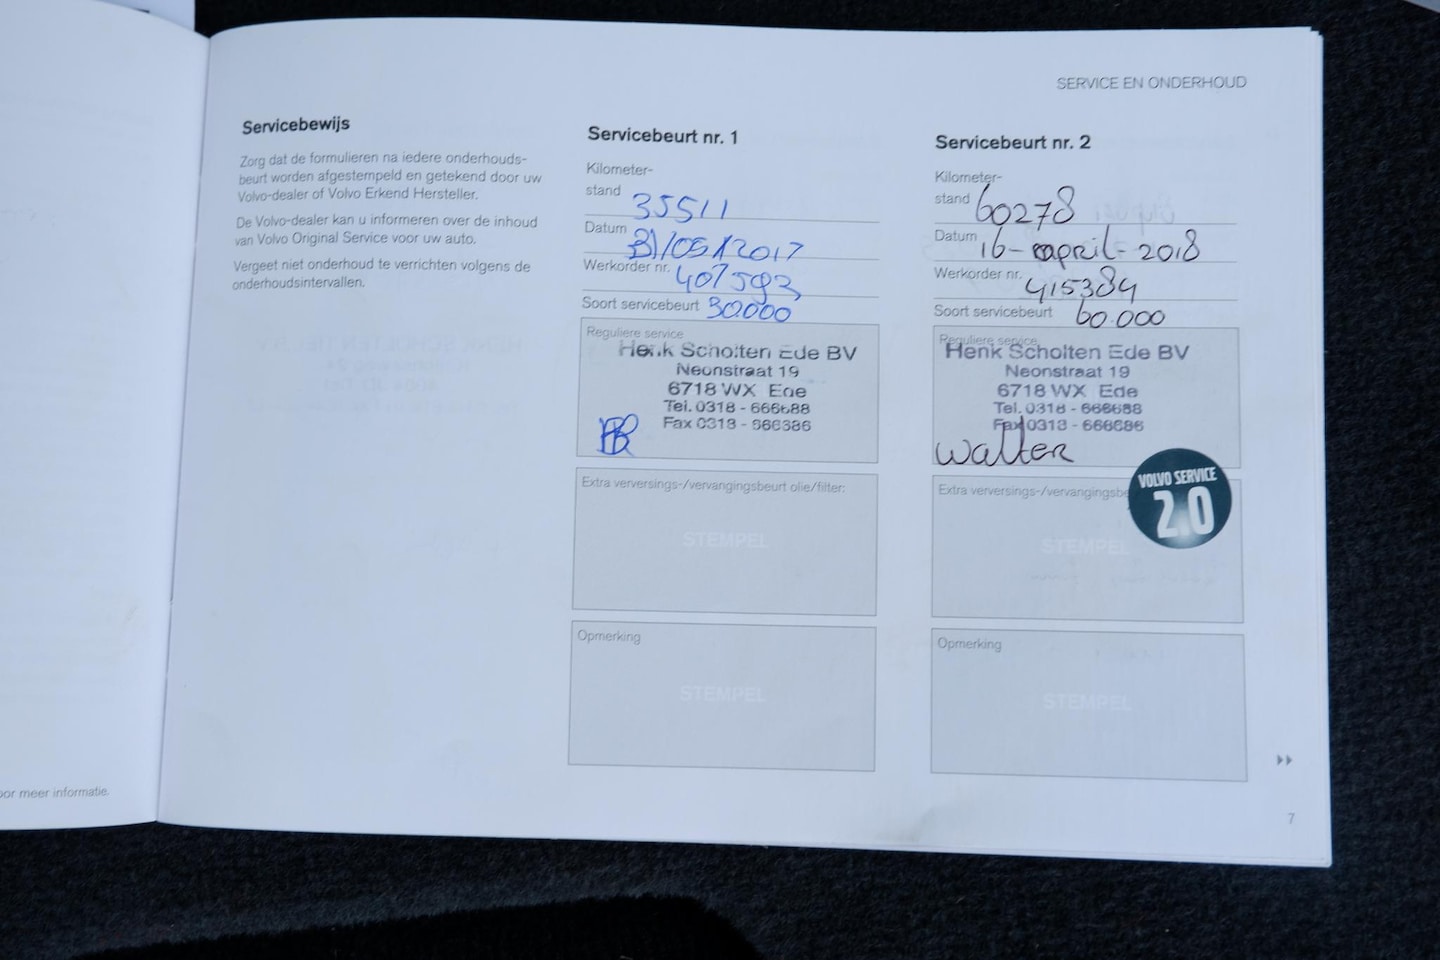 SERVICE EN ONDERHOUD
Servicebewijs
Zorg dat de formulieren na iedere onderhouds-
beurt worden afgestempeld en getekend door uw
Volvo-dealer of Volvo Erkend Hersteller.
De Volvo-dealer kan u informeren over de inhoud
van Volvo Original Service voor uw auto.
Vergeet niet onderhoud te verrichten volgens de
onderhoudsintervallen.
Servicebeurt nr. 1
Kilometer-
stand 35511
Datum 31/05/2017
Werkorder nr. 407593
Soort servicebeurt 30.000
Reguliere service
Henk Scholten Ede BV
Neonstraat 19
6718 WX Ede
Tel. 0318 - 666688
Fax 0318 - 666686
Extra verversings-/vervangingsbeurt olie/filter:
STEMPEL
Opmerking
STEMPEL
Servicebeurt nr. 2
Kilometer-
stand 60278
Datum 16-april-2018
Werkorder nr. 415384
Soort servicebeurt 60.000
Reguliere service
Henk Scholten Ede BV
Neonstraat 19
6718 WX Ede
Tel. 0318 - 666688
Fax 0318 - 666686
Walter
VOLVO SERVICE
2.0
Extra verversings-/vervangingsbe
STEMPEL
Opmerking
STEMPEL
7
oor meer informatie.